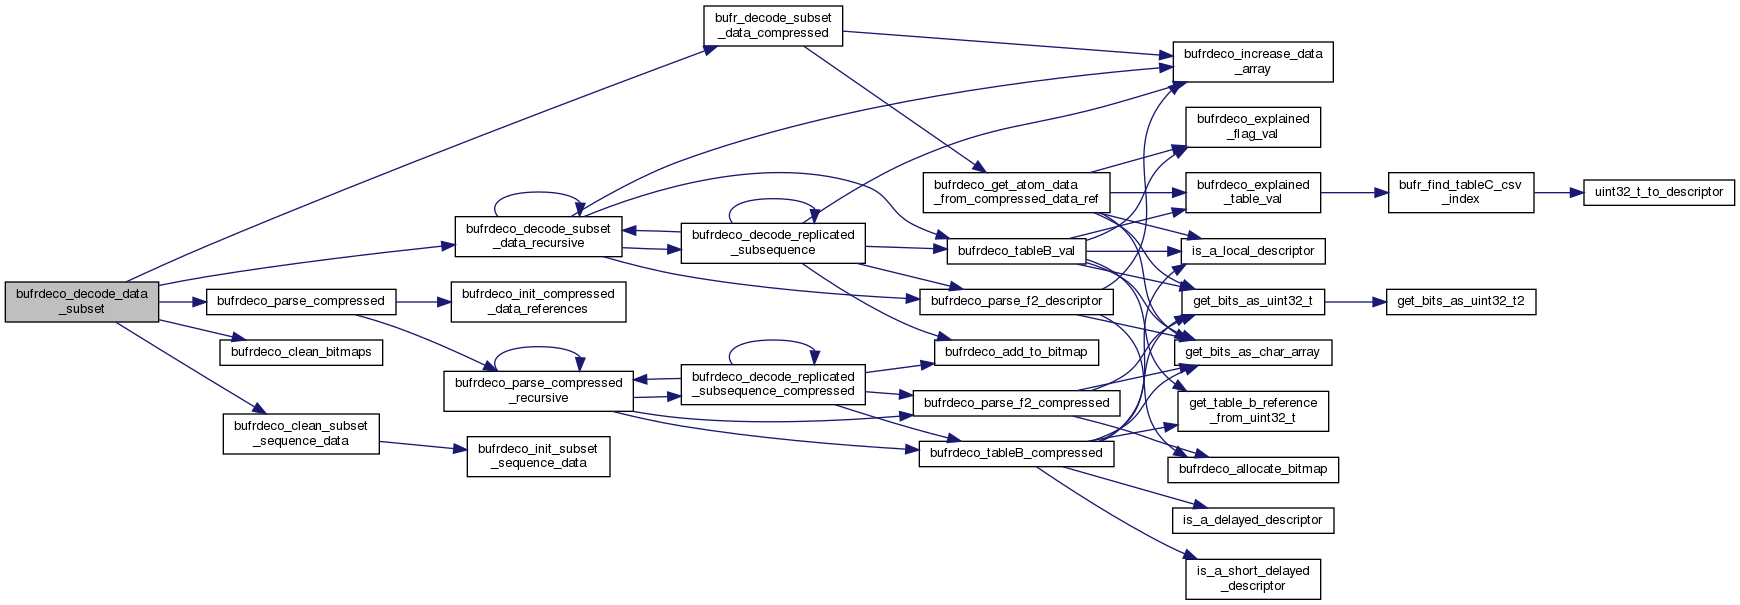 bufr_decode_subset
_data_compressed
bufrdeco_increase_data
_array
bufrdeco_explained
_flag_val
bufrdeco_get_atom_data
_from_compressed_data_ref
bufrdeco_explained
_table_val
bufr_find_tableC_csv
_index
uint32_t_to_descriptor
bufrdeco_decode_subset
_data_recursive
bufrdeco_decode_replicated
_subsequence
bufrdeco_tableB_val
is_a_local_descriptor
bufrdeco_decode_data
_subset
bufrdeco_parse_compressed
bufrdeco_init_compressed
_data_references
bufrdeco_parse_f2_descriptor
get_bits_as_uint32_t
get_bits_as_uint32_t2
bufrdeco_clean_bitmaps
bufrdeco_add_to_bitmap
get_bits_as_char_array
bufrdeco_parse_compressed
_recursive
bufrdeco_decode_replicated
_subsequence_compressed
bufrdeco_parse_f2_compressed
get_table_b_reference
_from_uint32_t
bufrdeco_clean_subset
_sequence_data
bufrdeco_init_subset
_sequence_data
bufrdeco_tableB_compressed
bufrdeco_allocate_bitmap
is_a_delayed_descriptor
is_a_short_delayed
_descriptor